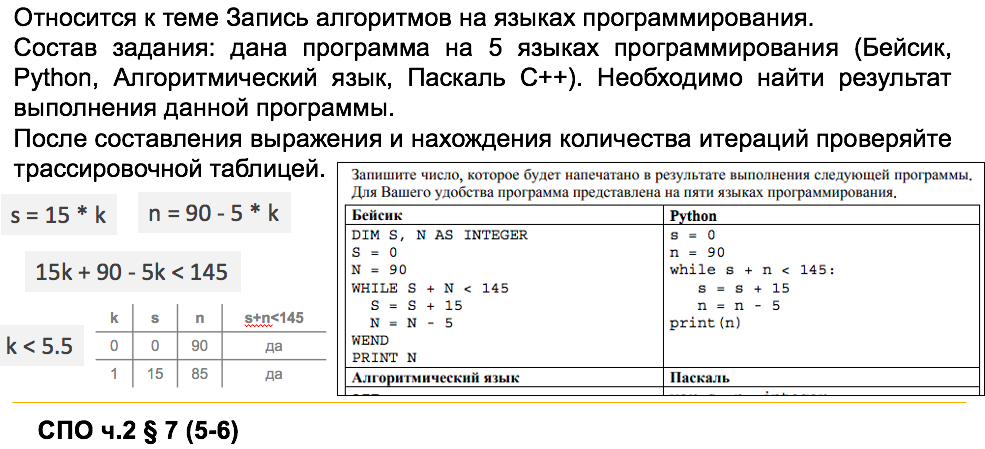 Относится к теме Запись алгоритмов на языках программирования.
Состав задания: дана программа на 5 языках программирования (Бейсик,
Python, Алгоритмический язык, Паскаль С++). Необходимо найти результат
выполнения данной программы.
После составления выражения и нахождения количества итераций проверяйте
трассировочной таблицей.
s = 15 * k
n = 90 - 5 * k
15k + 90 - 5k < 145
k < 5.5
k s n s+n<145
0 0 90 да
1 15 85 да
Запишите число, которое будет напечатано в результате выполнения следующей программы.
Для Вашего удобства программа представлена на пяти языках программирования.
Бейсик
DIM S, N AS INTEGER
S = 0
N = 90
WHILE S + N < 145
S = S + 15
N = N - 5
WEND
PRINT N
Python
s = 0
n = 90
while s + n < 145:
s = s + 15
n = n - 5
print(n)
Алгоритмический язык
Паскаль
СПО ч.2 § 7 (5-6)